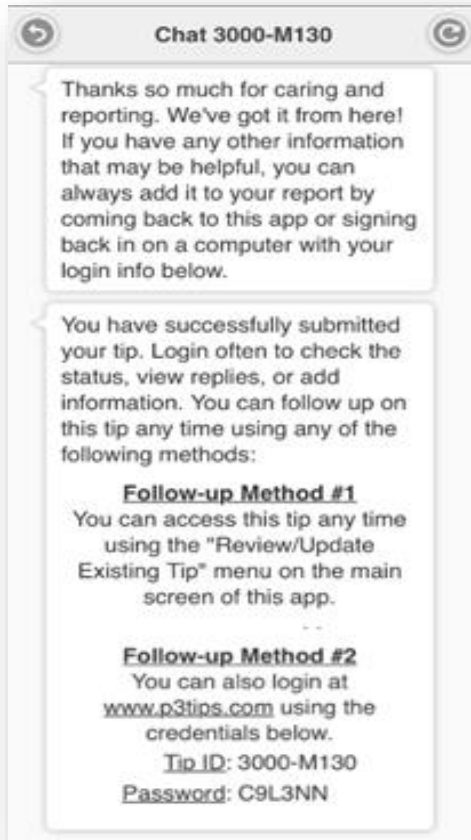 Chat 3000-M130
Thanks so much for caring and
reporting. We've got it from here!
If you have any other information
that may be helpful, you can
always add it to your report by
coming back to this app or signing
back in on a computer with your
login info below.
You have successfully submitted
your tip. Login often to check the
status, view replies, or add
information. You can follow up on
this tip any time using any of the
following methods:
Follow-up Method #1
You can access this tip any time
using the "Review/Update
Existing Tip" menu on the main
screen of this app.
Follow-up Method #2
You can also login at
www.p3tips.com using the
credentials below.
Tip ID: 3000-M130
Password: C9L3NN